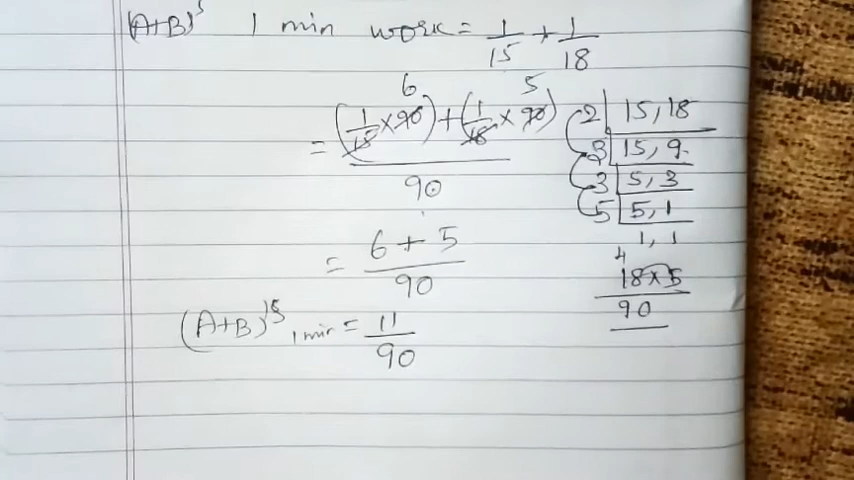 (A+B)'s 1 min work = 1/15 + 1/18
6 5
= (1/15 × 90) + (1/18 × 90)
90
= 6 + 5
90
(A+B)'s 1 min = 11/90
2 | 15, 18
3 | 15, 9
3 | 5, 3
5 | 5, 1
1, 1
4
18 × 5
90